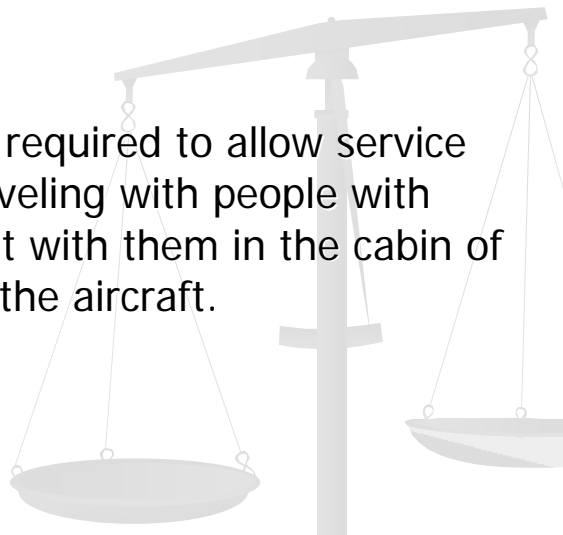 required to allow service
veling with people with
t with them in the cabin of
the aircraft.